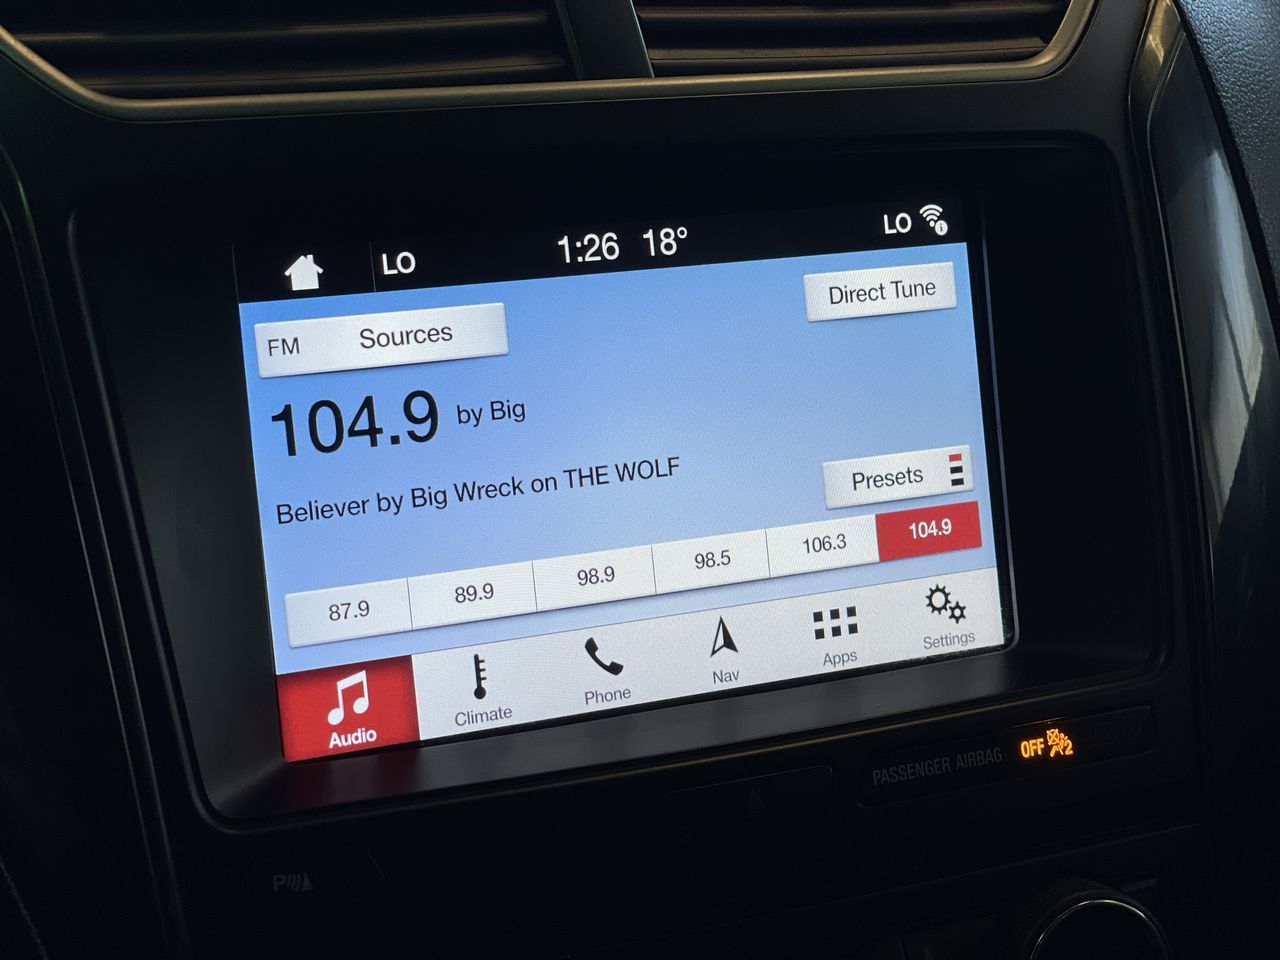 LO 1:26 18° LO
FM Sources
Direct Tune
104.9 by Big
Believer by Big Wreck on THE WOLF
Presets
87.9 89.9 98.9 98.5 106.3 104.9
Audio Climate Phone Nav Apps Settings
PASSENGER AIRBAG OFF 2
P